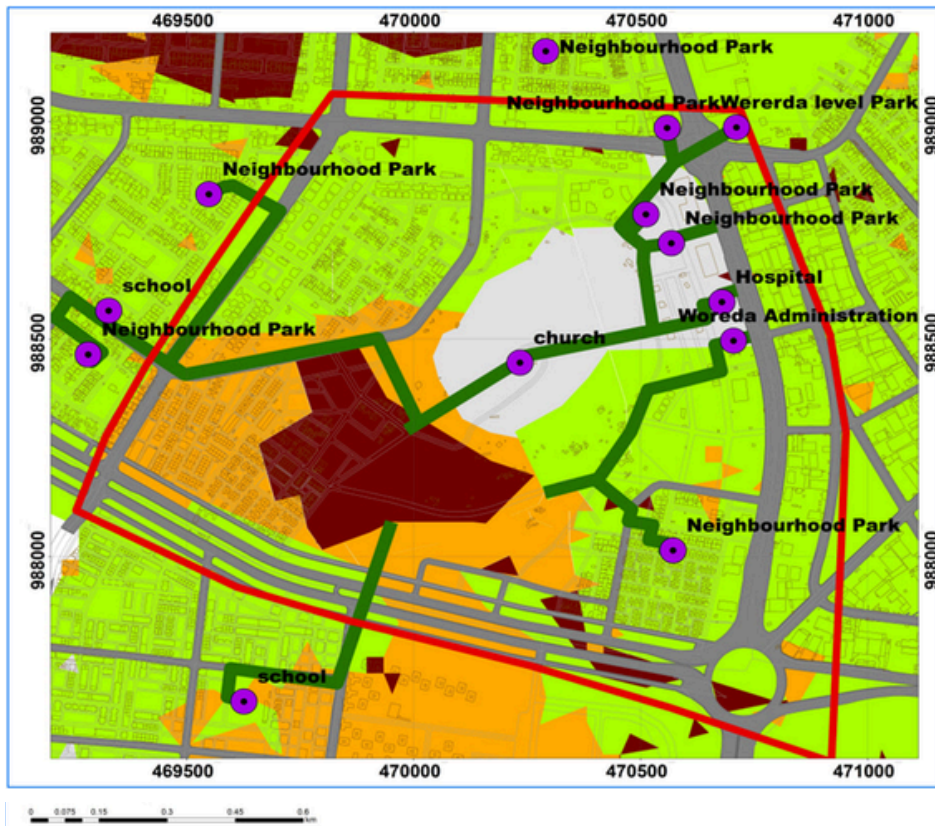 469500 470000 470500 471000
Neighbourhood Park
989000 989000
Neighbourhood Park Wererda level Park
Neighbourhood Park
Neighbourhood Park
Neighbourhood Park
school
Hospital
Neighbourhood Park
church
Woreda Administration
988500 988500
Neighbourhood Park
988000 988000
school
469500 470000 470500 471000
0 0.075 0.15 0.3 0.45 0.6
km